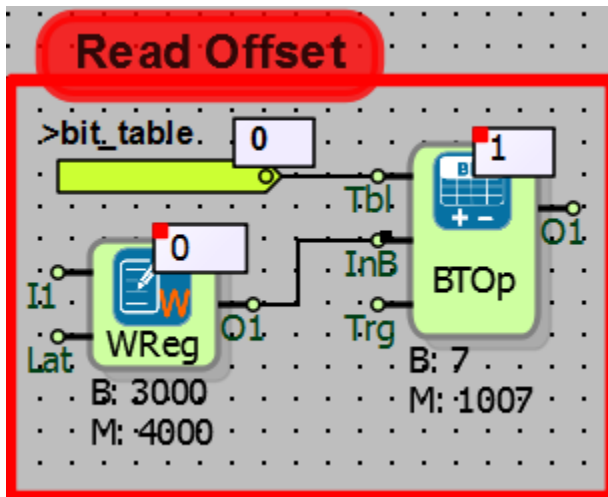 Read Offset
>bit_table
0
1
Tbl
O1
0
InB
BTOp
I1
W
O1
Trg
Lat
WReg
B: 7
B: 3000
M: 1007
M: 4000
B
+ -